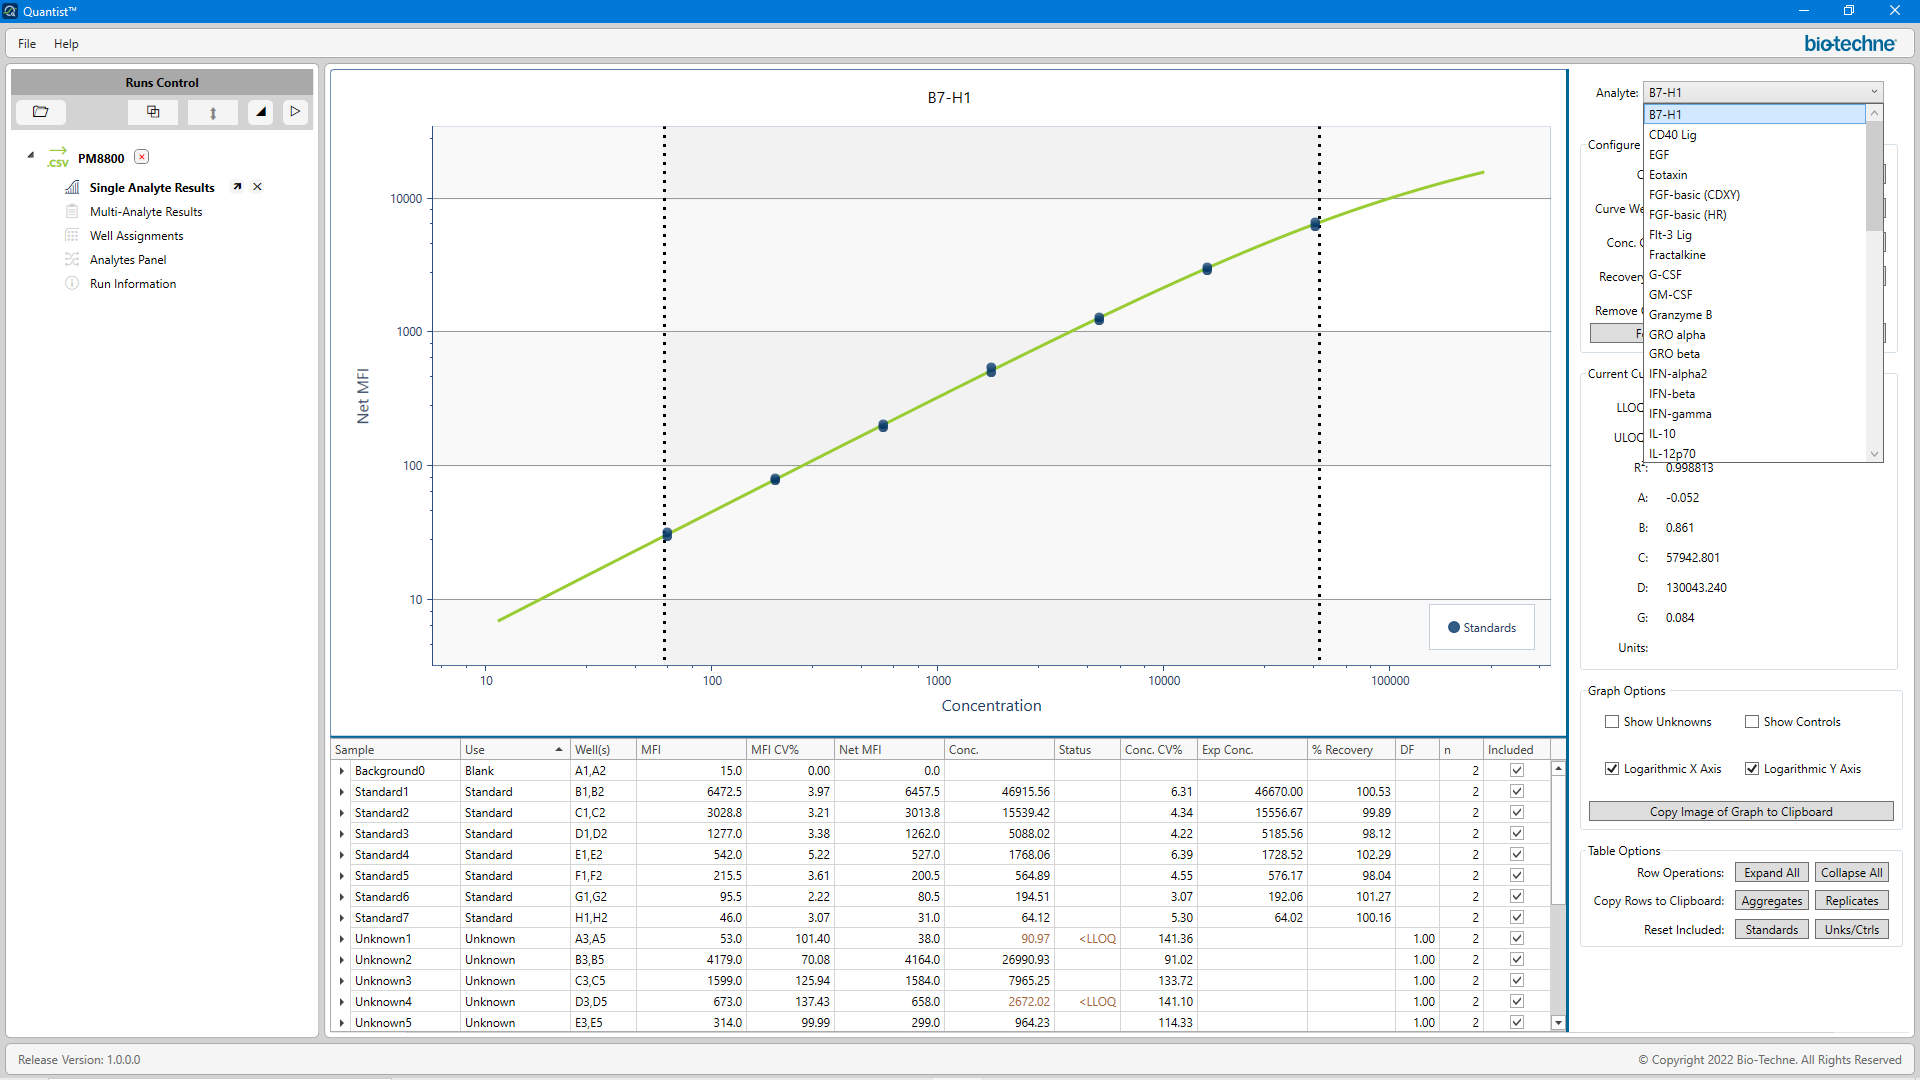 Quantist™
File Help
bio-techne
Runs Control
.CSV PM8800
Single Analyte Results
Multi-Analyte Results
Well Assignments
Analytes Panel
Run Information
B7-H1
Net MFI
10000
1000
100
10
10 100 1000 10000 100000
Concentration
Standards
Sample Use Well(s) MFI MFI CV% Net MFI Conc. Status Conc. CV% Exp Conc. % Recovery DF n Included
Background0 Blank A1,A2 15.0 0.00 0.0 2
Standard1 Standard B1,B2 6472.5 3.97 6457.5 46915.56 6.31 46670.00 100.53 2
Standard2 Standard C1,C2 3028.8 3.21 3013.8 15539.42 4.34 15556.67 99.89 2
Standard3 Standard D1,D2 1277.0 3.38 1262.0 5088.02 4.22 5185.56 98.12 2
Standard4 Standard E1,E2 542.0 5.22 527.0 1768.06 6.39 1728.52 102.29 2
Standard5 Standard F1,F2 215.5 3.61 200.5 564.89 4.55 576.17 98.04 2
Standard6 Standard G1,G2 95.5 2.22 80.5 194.51 3.07 192.06 101.27 2
Standard7 Standard H1,H2 46.0 3.07 31.0 64.12 5.30 64.02 100.16 2
Unknown1 Unknown A3,A5 53.0 101.40 38.0 90.97 <LLOQ 141.36 1.00 2
Unknown2 Unknown B3,B5 4179.0 70.08 4164.0 26990.93 91.02 1.00 2
Unknown3 Unknown C3,C5 1599.0 125.94 1584.0 7965.25 133.72 1.00 2
Unknown4 Unknown D3,D5 673.0 137.43 658.0 2672.02 <LLOQ 141.10 1.00 2
Unknown5 Unknown E3,E5 314.0 99.99 299.0 964.23 114.33 1.00 2
Analyte: B7-H1
B7-H1
CD40 Lig
EGF
Eotaxin
FGF-basic (CDXY)
FGF-basic (HR)
Flt-3 Lig
Fractalkine
G-CSF
GM-CSF
Granzyme B
GRO alpha
GRO beta
IFN-alpha2
IFN-beta
IFN-gamma
IL-10
IL-12p70
Configure
Curve We
Conc. C
Recovery
Remove
Current Cu
LLOQ
ULOQ
R²: 0.998813
A: -0.052
B: 0.861
C: 57942.801
D: 130043.240
G: 0.084
Units:
Graph Options
Show Unknowns Show Controls
Logarithmic X Axis Logarithmic Y Axis
Copy Image of Graph to Clipboard
Table Options
Row Operations: Expand All Collapse All
Copy Rows to Clipboard: Aggregates Replicates
Reset Included: Standards Unks/Ctrls
Release Version: 1.0.0.0
© Copyright 2022 Bio-Techne. All Rights Reserved